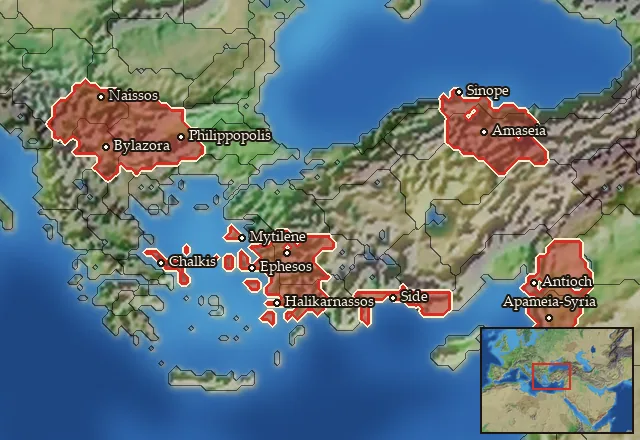 Sinope
Naissos
Amaseia
Philippopolis
Bylazora
Mytilene
Chalkis
Ephesos
Antioch
Halikarnassos
Side
Apameia-Syria